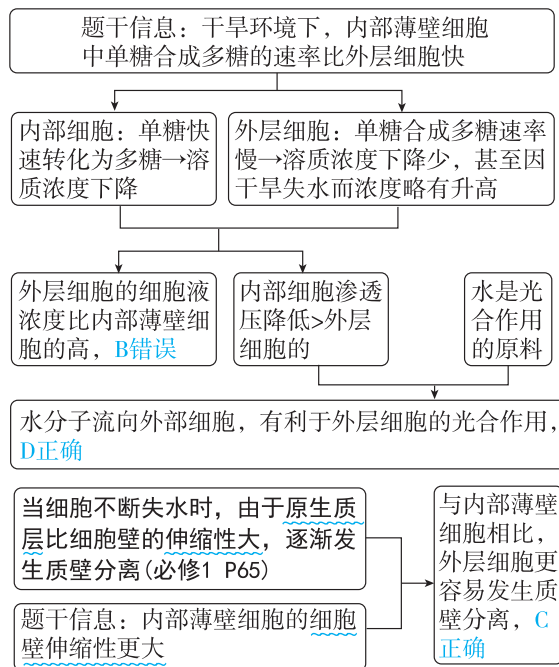 题干信息：干旱环境下，内部薄壁细胞
中单糖合成多糖的速率比外层细胞快
内部细胞：单糖快
速转化为多糖→溶
质浓度下降
外层细胞：单糖合成多糖速率
慢→溶质浓度下降少，甚至因
干旱失水而浓度略有升高
外层细胞的细胞液
浓度比内部薄壁细
胞的高，B错误
内部细胞渗透
压降低>外层
细胞的
水是光
合作用
的原料
水分子流向外部细胞，有利于外层细胞的光合作用，
D正确
当细胞不断失水时，由于原生质
层比细胞壁的伸缩性大，逐渐发
生质壁分离(必修1 P65)
题干信息：内部薄壁细胞的细胞
壁伸缩性更大
与内部薄壁
细胞相比，
外层细胞更
容易发生质
壁分离，C
正确